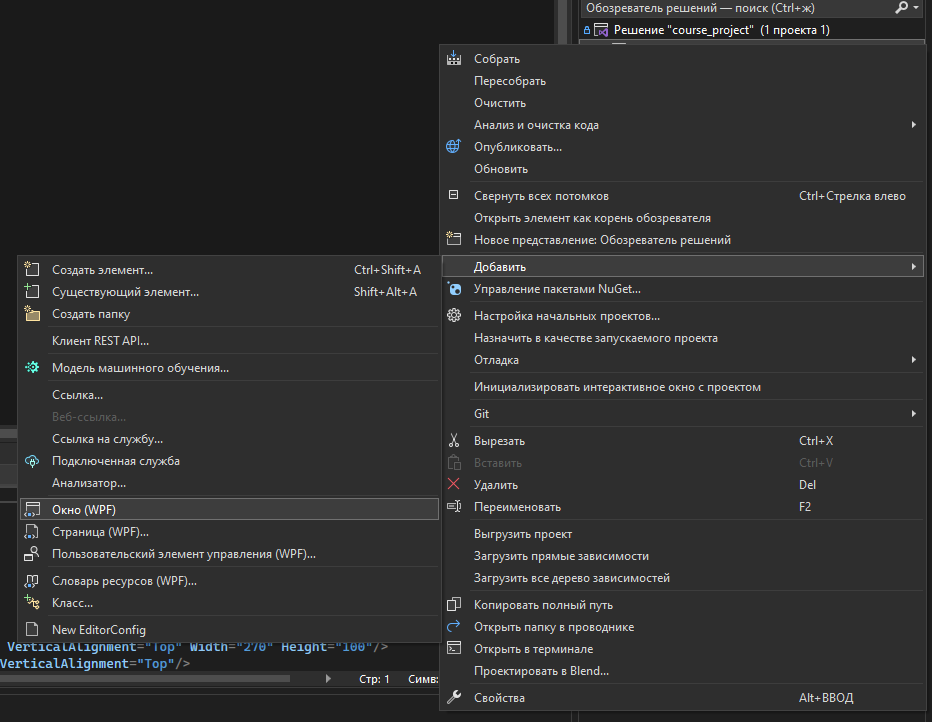 Обозреватель решений — поиск (Ctrl+ж)
Решение "course_project" (1 проекта 1)
Собрать
Пересобрать
Очистить
Анализ и очистка кода
Опубликовать...
Обновить
Свернуть всех потомков Ctrl+Стрелка влево
Открыть элемент как корень обозревателя
Новое представление: Обозреватель решений
Добавить
Управление пакетами NuGet...
Настройка начальных проектов...
Назначить в качестве запускаемого проекта
Отладка
Инициализировать интерактивное окно с проектом
Git
Вырезать Ctrl+X
Вставить Ctrl+V
Удалить Del
Переименовать F2
Выгрузить проект
Загрузить прямые зависимости
Загрузить все дерево зависимостей
Копировать полный путь
Открыть папку в проводнике
Открыть в терминале
Проектировать в Blend...
Свойства Alt+ВВОД
Создать элемент... Ctrl+Shift+A
Существующий элемент... Shift+Alt+A
Создать папку
Клиент REST API...
Модель машинного обучения...
Ссылка...
Веб-ссылка...
Ссылка на службу...
Подключенная служба
Анализатор...
Окно (WPF)
Страница (WPF)...
Пользовательский элемент управления (WPF)...
Словарь ресурсов (WPF)...
Класс...
New EditorConfig
VerticalAlignment="Top" Width="270" Height="100"/>
VerticalAlignment="Top"/>
Стр: 1 Симв: